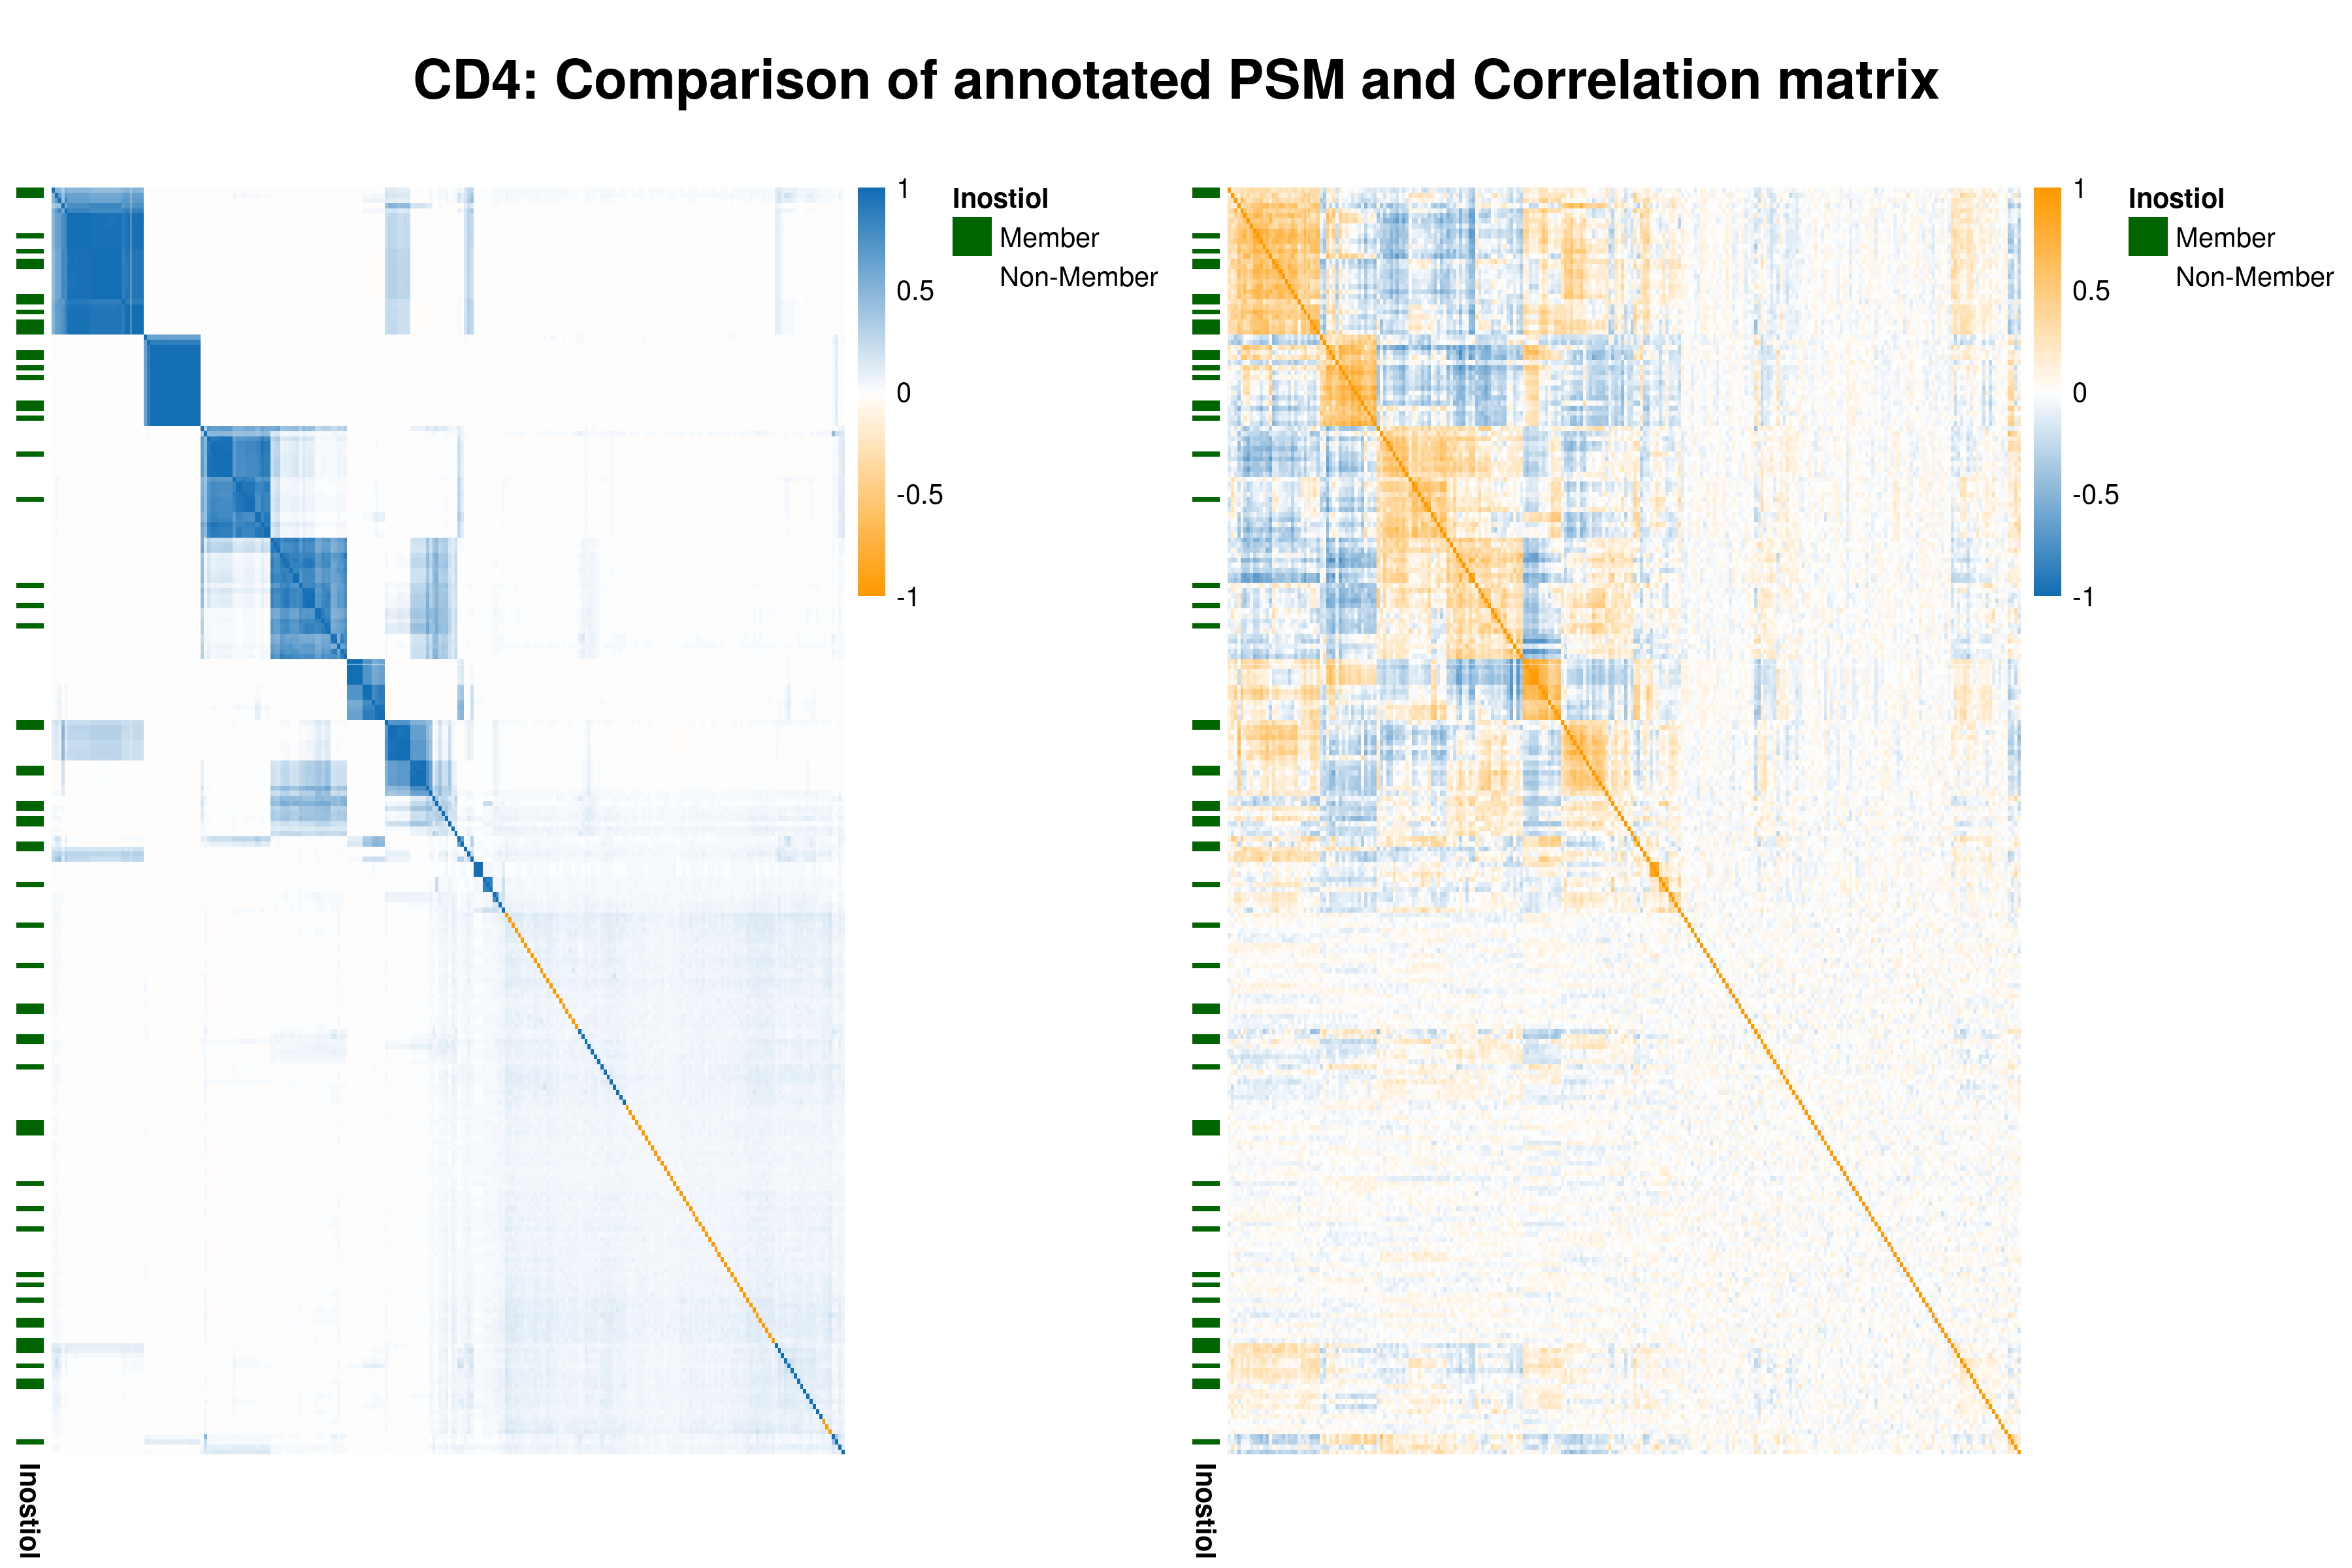 CD4: Comparison of annotated PSM and Correlation matrix
1
0.5
0
-0.5
-1
Inostiol
Member
Non-Member
Inostiol
1
0.5
0
-0.5
-1
Inostiol
Member
Non-Member
Inostiol